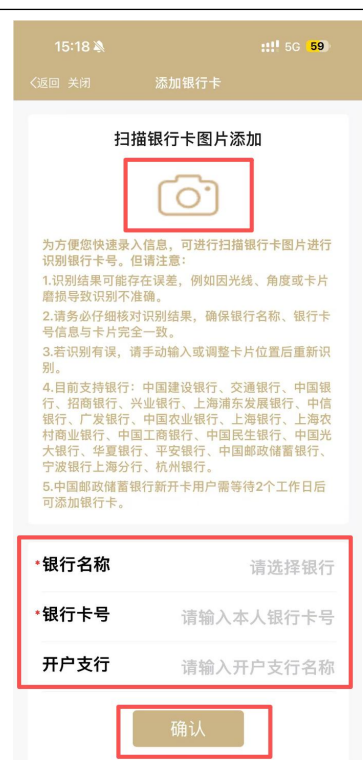 15:18
5G 59
返回 关闭 添加银行卡
扫描银行卡图片添加
为方便您快速录入信息，可进行扫描银行卡图片进行
识别银行卡号。但请注意：
1.识别结果可能存在误差，例如因光线、角度或卡片
磨损导致识别不准确。
2.请务必仔细核对识别结果，确保银行名称、银行卡
号信息与卡片完全一致。
3.若识别有误，请手动输入或调整卡片位置后重新识
别。
4.目前支持银行：中国建设银行、交通银行、中国银
行、招商银行、兴业银行、上海浦东发展银行、中信
银行、广发银行、中国农业银行、上海银行、上海农
村商业银行、中国工商银行、中国民生银行、中国光
大银行、华夏银行、平安银行、中国邮政储蓄银行、
宁波银行上海分行、杭州银行。
5.中国邮政储蓄银行新开卡用户需等待2个工作日后
可添加银行卡。
*银行名称 请选择银行
*银行卡号 请输入本人银行卡号
开户支行 请输入开户支行名称
确认